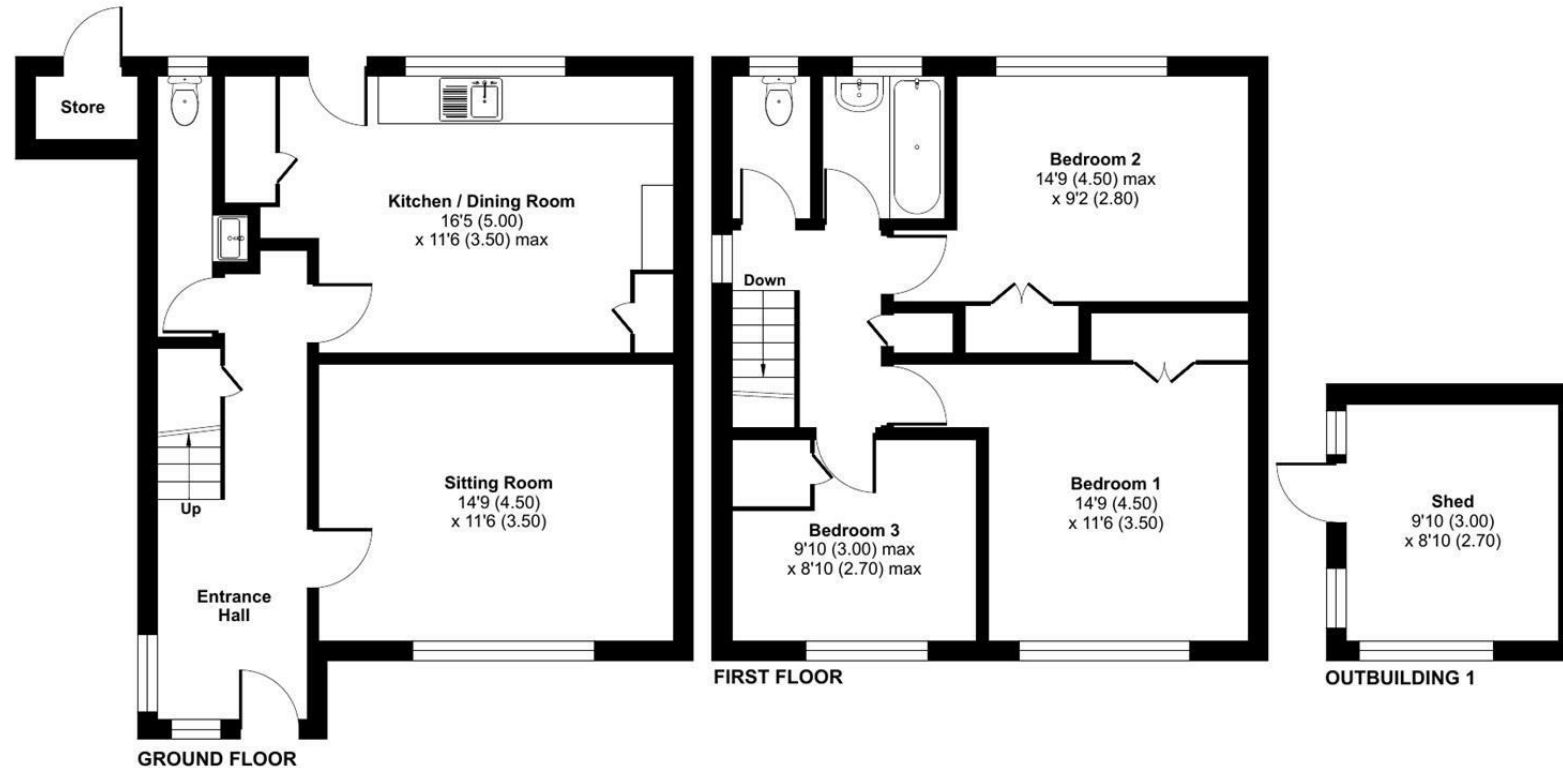 Store
Kitchen / Dining Room
16'5 (5.00)
x 11'6 (3.50) max
Sitting Room
14'9 (4.50)
x 11'6 (3.50)
Up
Entrance
Hall
GROUND FLOOR
Bedroom 2
14'9 (4.50) max
x 9'2 (2.80)
Down
Bedroom 1
14'9 (4.50)
x 11'6 (3.50)
Bedroom 3
9'10 (3.00) max
x 8'10 (2.70) max
FIRST FLOOR
Shed
9'10 (3.00)
x 8'10 (2.70)
OUTBUILDING 1